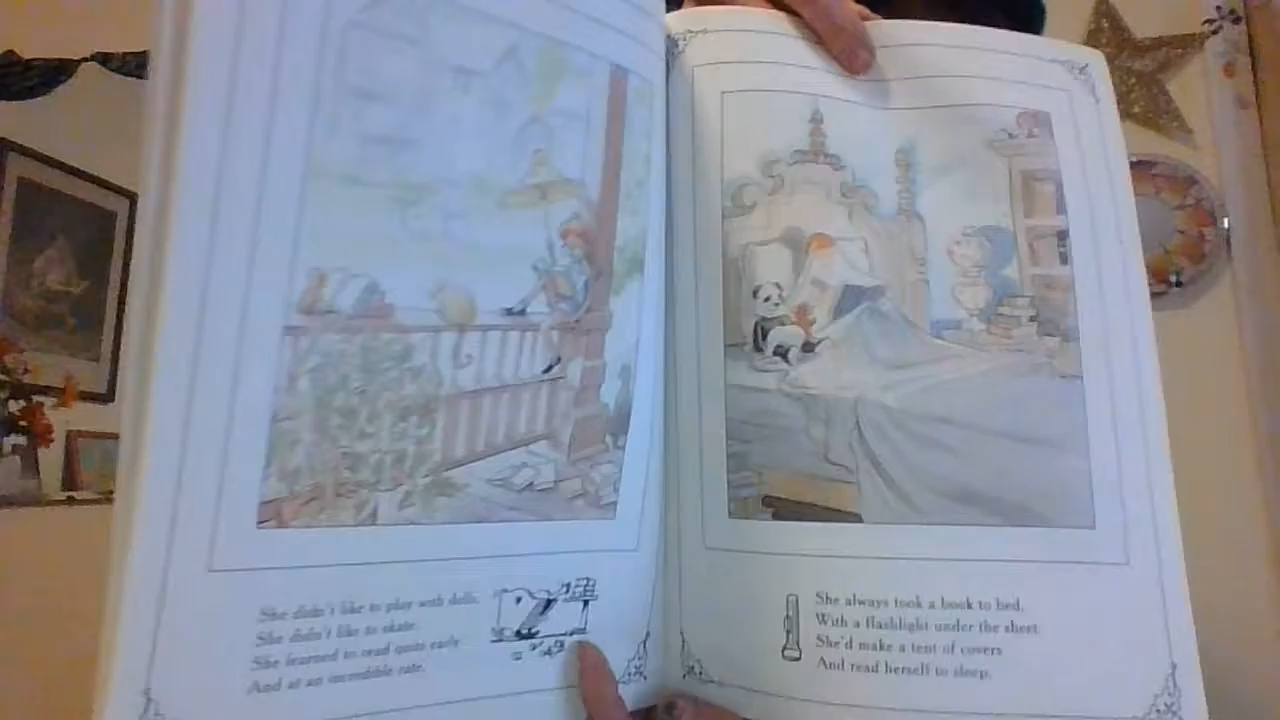 She didn't like to play with dolls,
She didn't like to skate.
She learned to read quite early
And at an incredible rate.
She always took a book to bed,
With a flashlight under the sheet.
She'd make a tent of covers
And read herself to sleep.